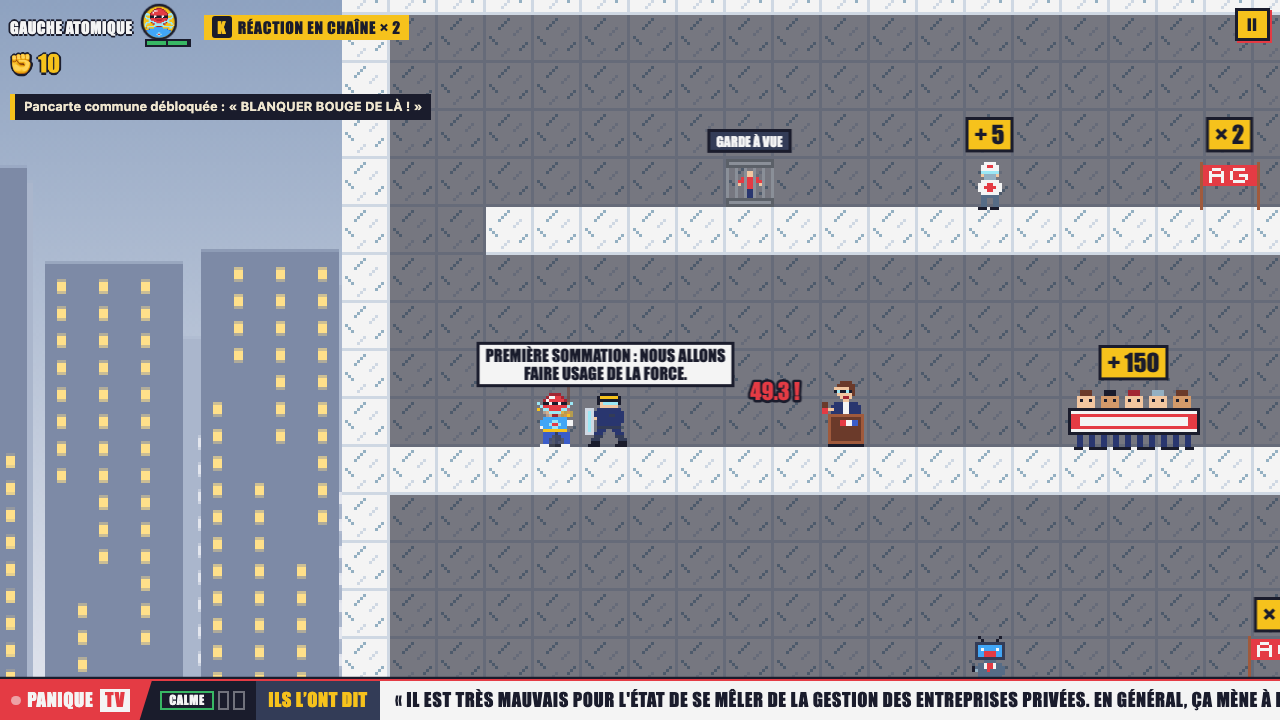 GAUCHE ATOMIQUE
K RÉACTION EN CHAÎNE × 2
10
Pancarte commune débloquée : « BLANQUER BOUGE DE LÀ ! »
GARDE À VUE
+ 5
× 2
AG
PREMIÈRE SOMMATION : NOUS ALLONS
FAIRE USAGE DE LA FORCE.
49.3 !
+ 150
×
A
PANIQUE TV
CALME
ILS L'ONT DIT
« IL EST TRÈS MAUVAIS POUR L'ÉTAT DE SE MÊLER DE LA GESTION DES ENTREPRISES PRIVÉES. EN GÉNÉRAL, ÇA MÈNE À